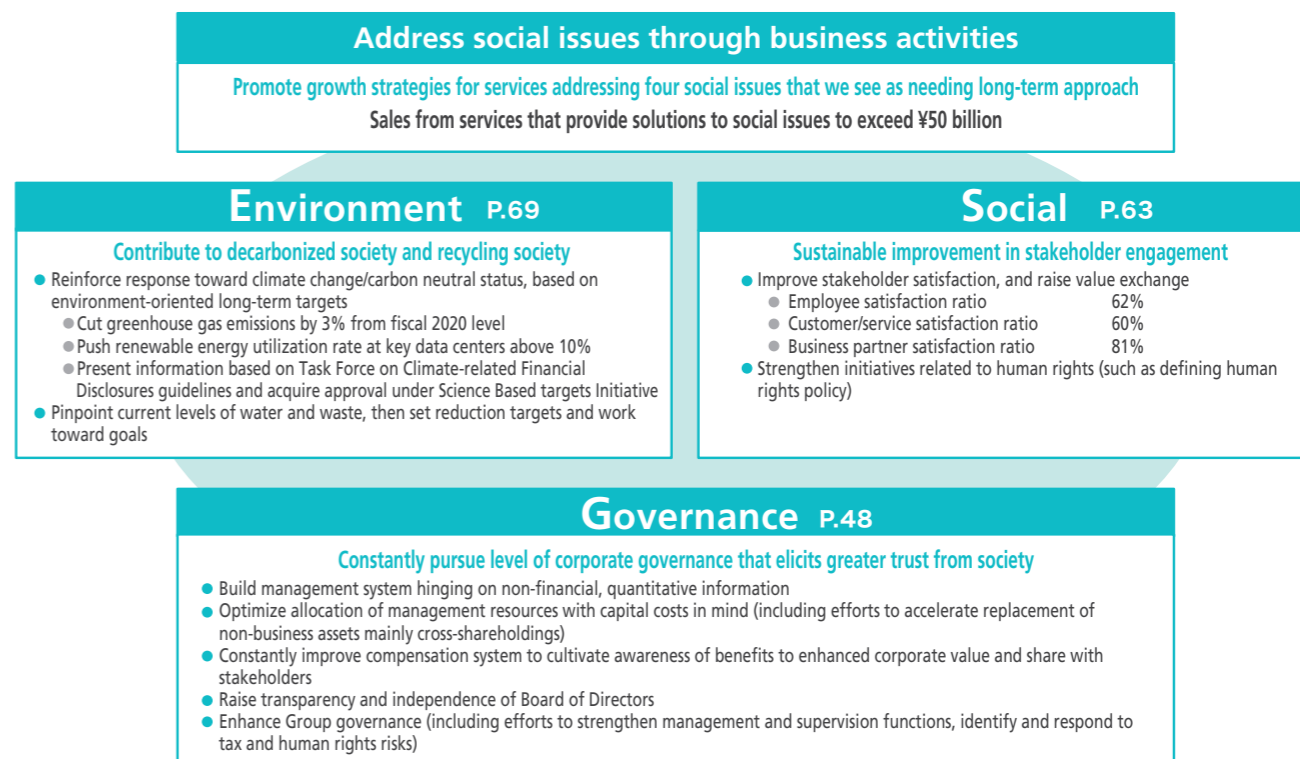 Address social issues through business activities
Promote growth strategies for services addressing four social issues that we see as needing long-term approach
Sales from services that provide solutions to social issues to exceed ¥50 billion
Environment P.69
Contribute to decarbonized society and recycling society
● Reinforce response toward climate change/carbon neutral status, based on
environment-oriented long-term targets
● Cut greenhouse gas emissions by 3% from fiscal 2020 level
● Push renewable energy utilization rate at key data centers above 10%
● Present information based on Task Force on Climate-related Financial
Disclosures guidelines and acquire approval under Science Based targets Initiative
● Pinpoint current levels of water and waste, then set reduction targets and work
toward goals
Social P.63
Sustainable improvement in stakeholder engagement
● Improve stakeholder satisfaction, and raise value exchange
● Employee satisfaction ratio 62%
● Customer/service satisfaction ratio 60%
● Business partner satisfaction ratio 81%
● Strengthen initiatives related to human rights (such as defining human
rights policy)
Governance P.48
Constantly pursue level of corporate governance that elicits greater trust from society
● Build management system hinging on non-financial, quantitative information
● Optimize allocation of management resources with capital costs in mind (including efforts to accelerate replacement of
non-business assets mainly cross-shareholdings)
● Constantly improve compensation system to cultivate awareness of benefits to enhanced corporate value and share with
stakeholders
● Raise transparency and independence of Board of Directors
● Enhance Group governance (including efforts to strengthen management and supervision functions, identify and respond to
tax and human rights risks)